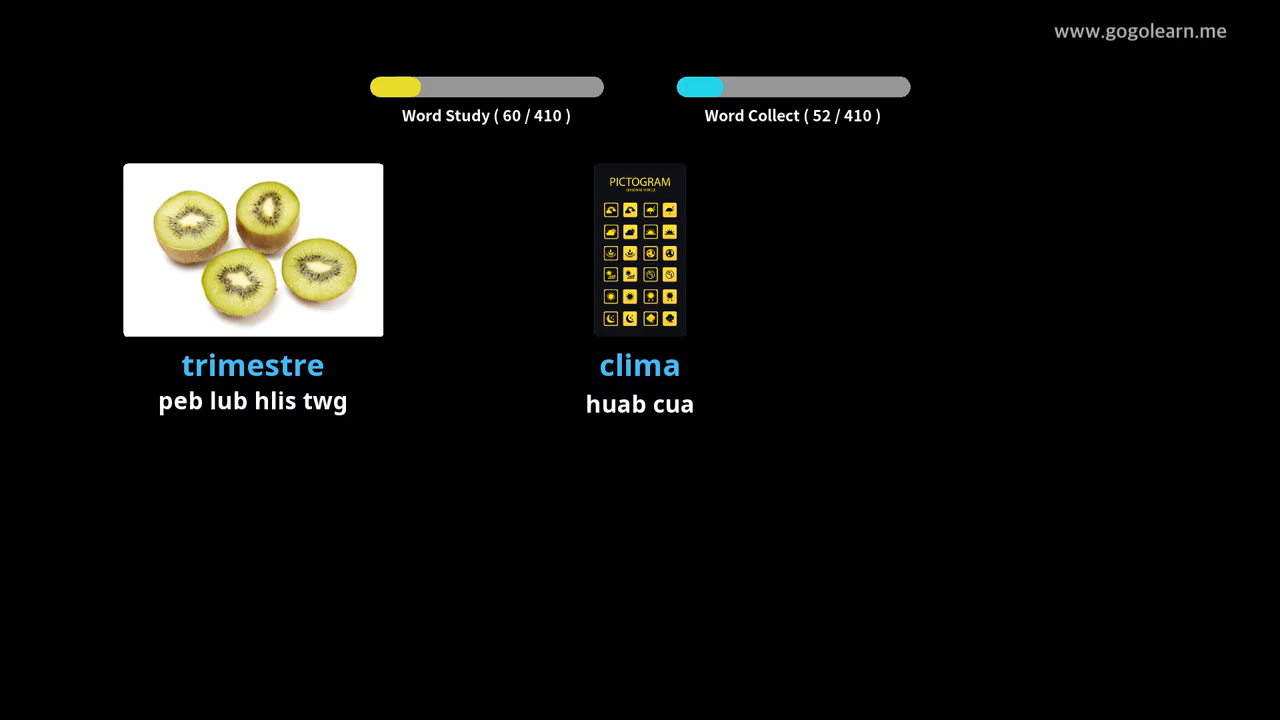 www.gogolearn.me
Word Study ( 60 / 410 )
Word Collect ( 52 / 410 )
PICTOGRAM
trimestre
peb lub hlis twg
clima
huab cua